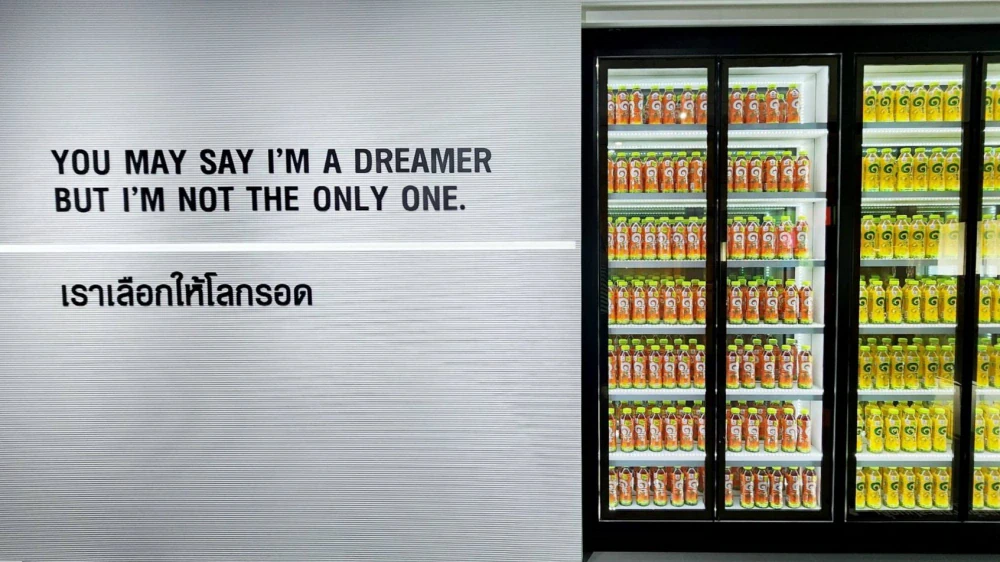 YOU MAY SAY I'M A DREAMER
BUT I'M NOT THE ONLY ONE.
เราเลือกให้โลกรอด